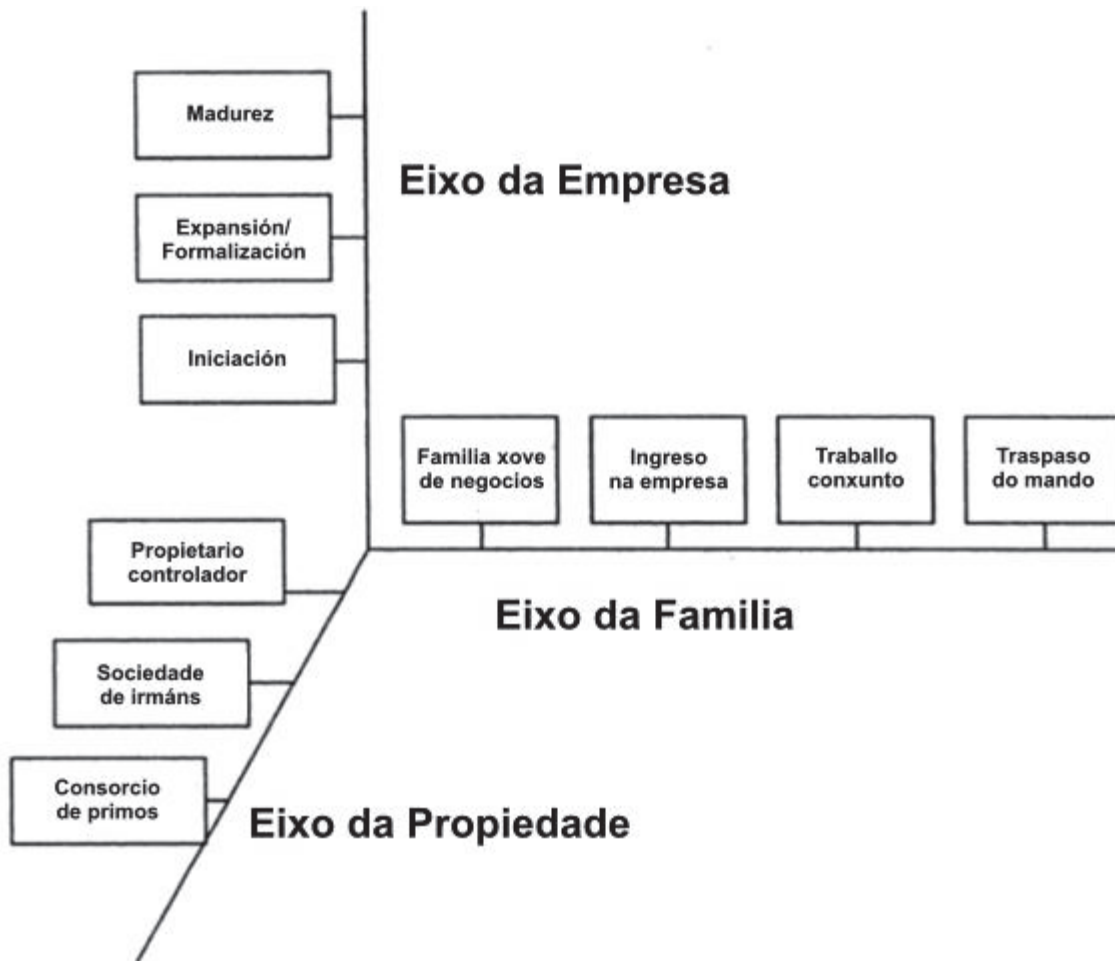 Madurez
Eixo da Empresa
Expansión/
Formalización
Iniciación
Familia xove
de negocios
Ingreso
na empresa
Traballo
conxunto
Traspaso
do mando
Propietario
controlador
Eixo da Familia
Sociedade
de irmáns
Consorcio
de primos
Eixo da Propiedade